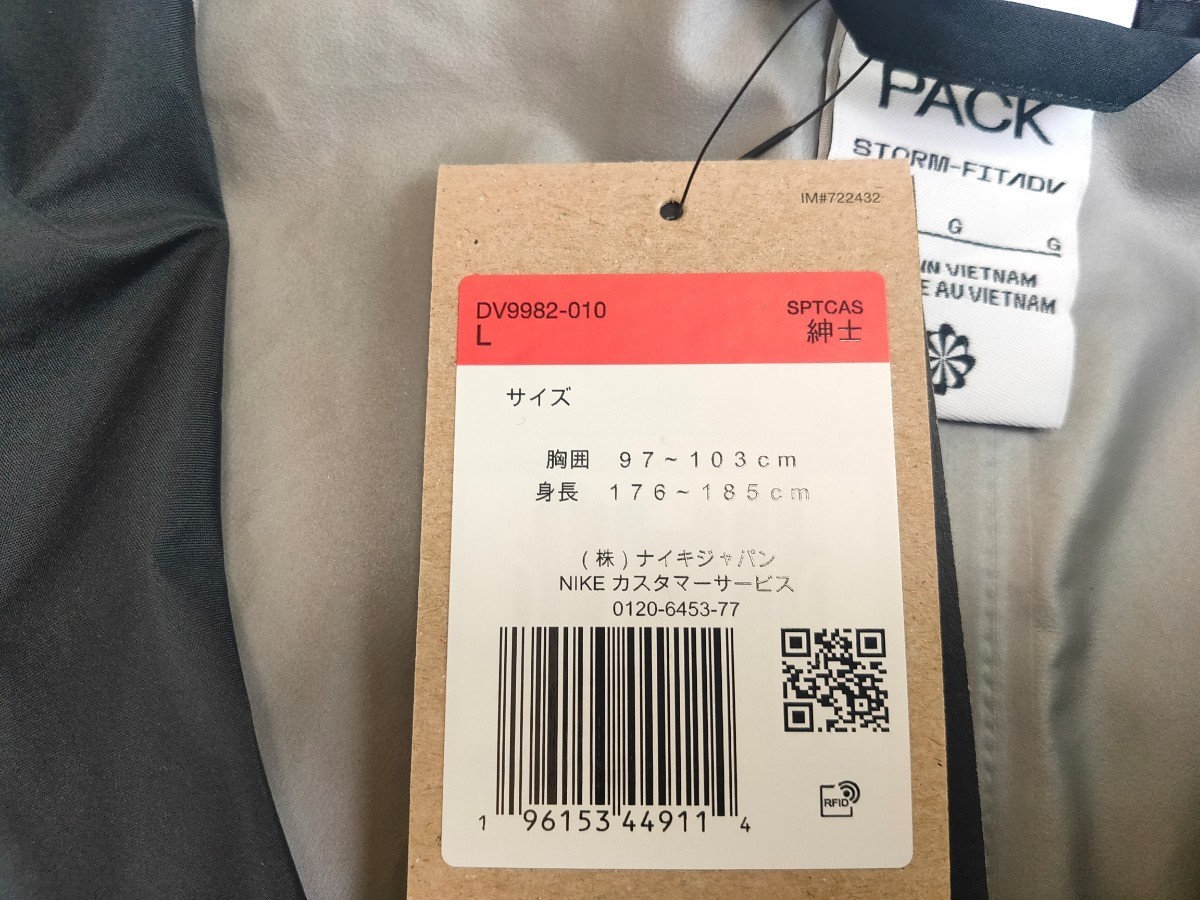 PACK
STORM-FITADV
G
G
IN VIETNAM
E AU VIETNAM
IM#722432
DV9982-010
SPTCAS
L
紳士
サイズ
胸囲 97~103cm
身長 176~185cm
(株)ナイキジャパン
NIKE カスタマーサービス
0120-6453-77
1 96153 44911 4
RFID